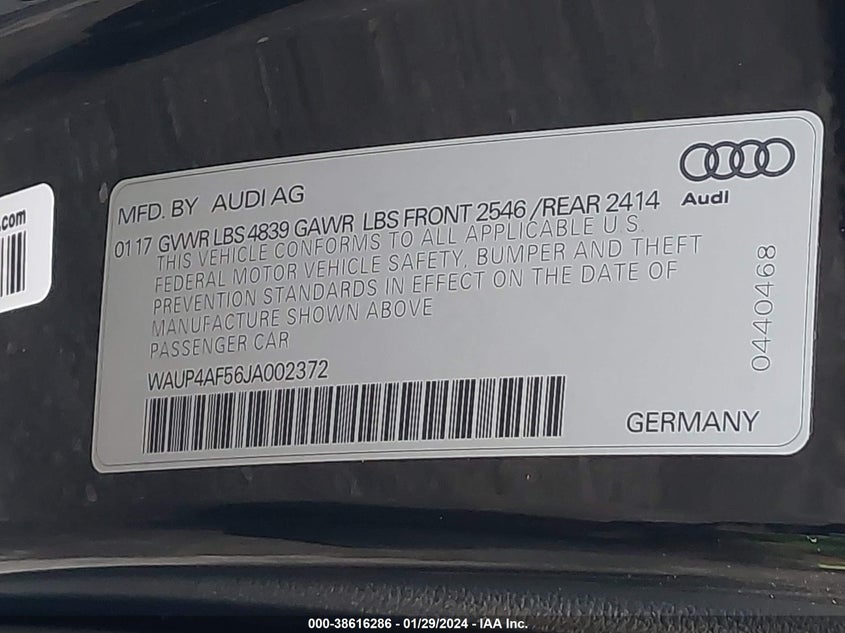 .com
MFD. BY AUDI AG
Audi
01 17 GVWR LBS 4839 GAWR LBS FRONT 2546 /REAR 2414
THIS VEHICLE CONFORMS TO ALL APPLICABLE U.S.
FEDERAL MOTOR VEHICLE SAFETY, BUMPER AND THEFT
PREVENTION STANDARDS IN EFFECT ON THE DATE OF
MANUFACTURE SHOWN ABOVE
PASSENGER CAR
WAUP4AF56JA002372
0440468
GERMANY
000-38616286 - 01/29/2024 - IAA Inc.